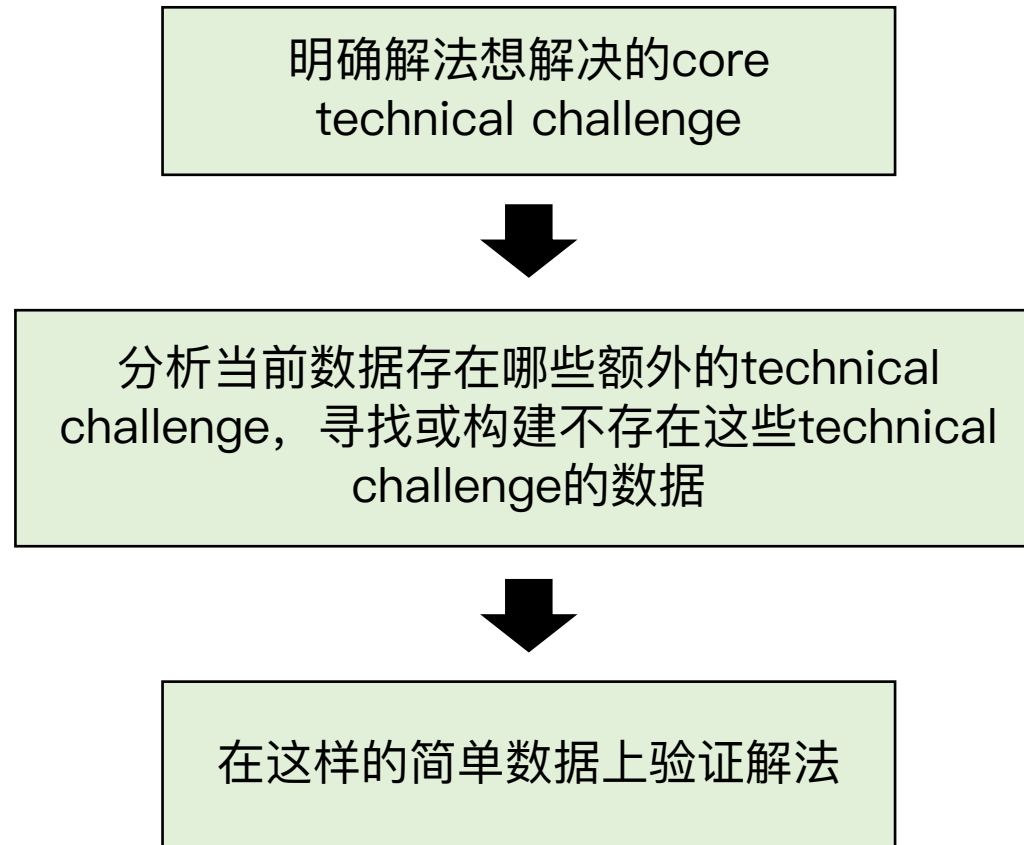 明确解法想解决的core
technical challenge
分析当前数据存在哪些额外的technical
challenge，寻找或构建不存在这些technical
challenge的数据
在这样的简单数据上验证解法